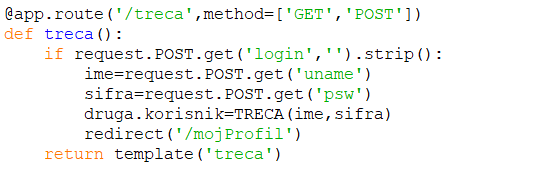 @app.route('/treca',method=['GET','POST'])
def treca():
    if request.POST.get('login','').strip():
        ime=request.POST.get('uname')
        sifra=request.POST.get('psw')
        druga.korisnik=TRECA(ime,sifra)
        redirect('/mojProfil')
    return template('treca')